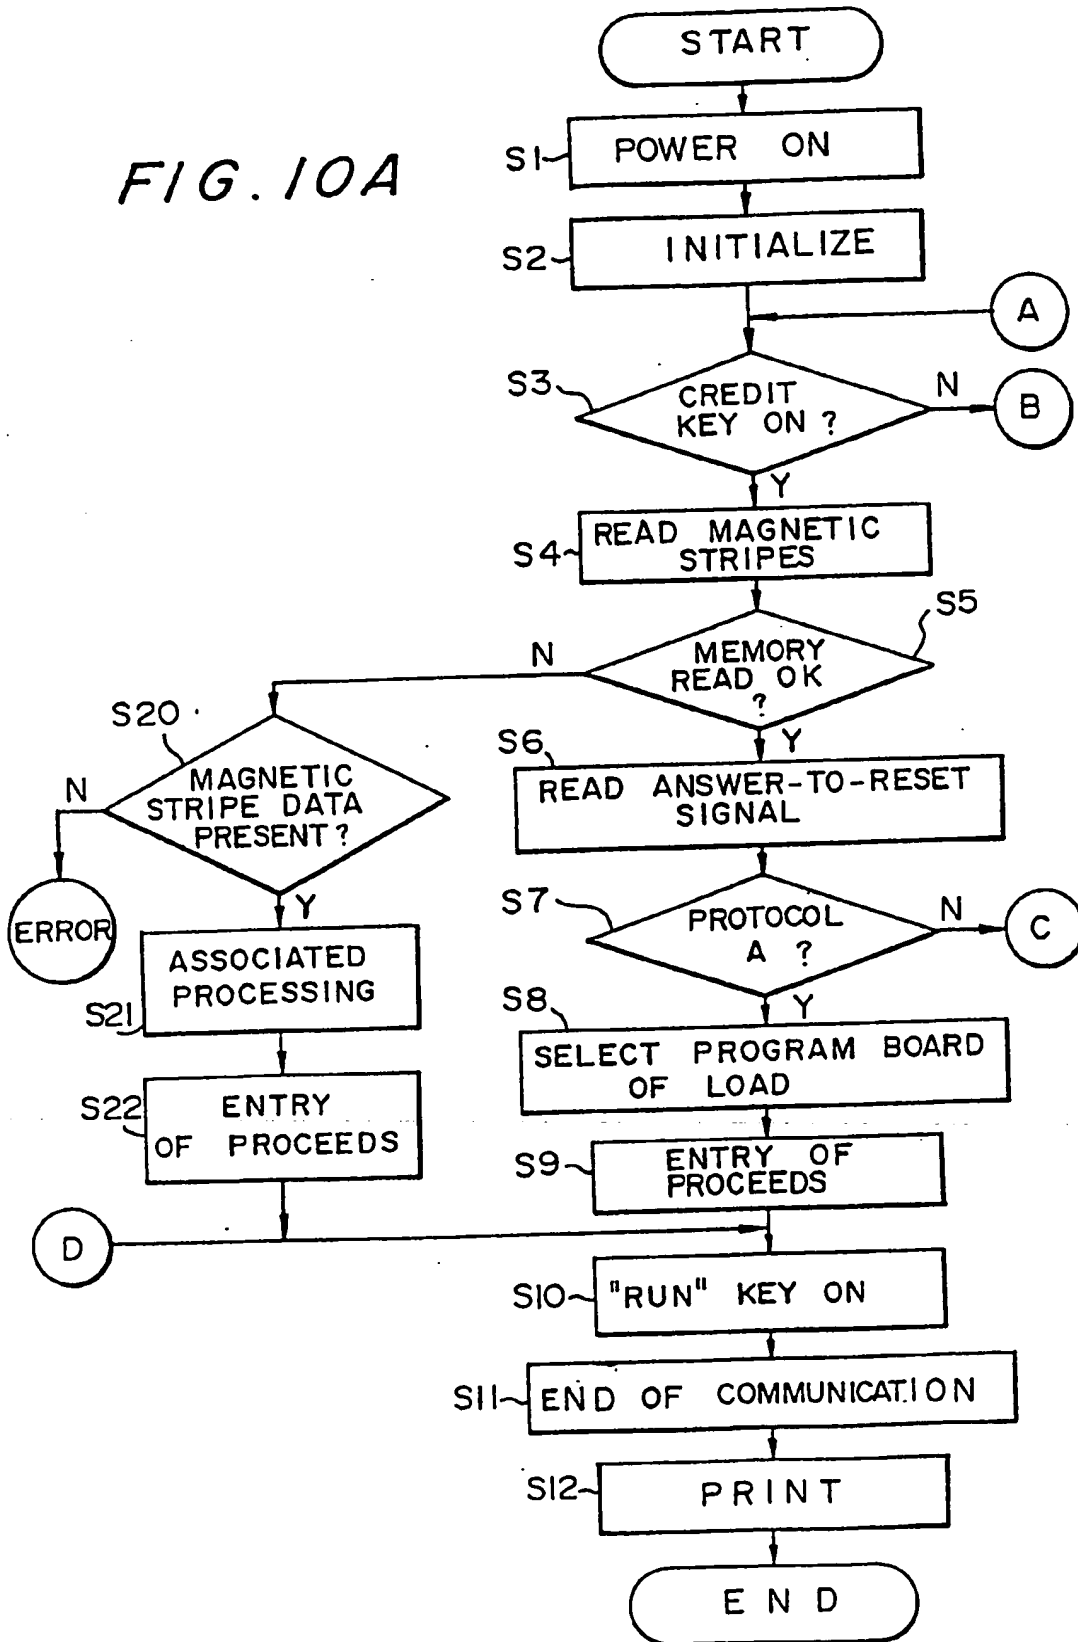 START
FIG. 10A
S1
POWER ON
S2
INITIALIZE
A
S3
CREDIT
KEY ON ?
N
B
Y
S4
READ MAGNETIC
STRIPES
S5
MEMORY
READ OK
?
N
Y
S20
MAGNETIC
STRIPE DATA
PRESENT ?
N
ERROR
Y
S6
READ ANSWER-TO-RESET
SIGNAL
S7
PROTOCOL
A ?
N
C
Y
ASSOCIATED
PROCESSING
S21
S8
SELECT PROGRAM BOARD
OF LOAD
S22
ENTRY
OF PROCEEDS
S9
ENTRY OF
PROCEEDS
D
S10
"RUN" KEY ON
S11
END OF COMMUNICATION
S12
PRINT
END